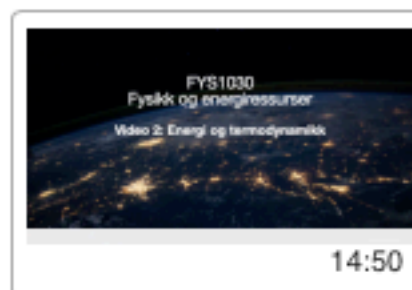 FYS1030
Fysikk og energiressurser
Video 2: Energi og termodynamikk
14:50